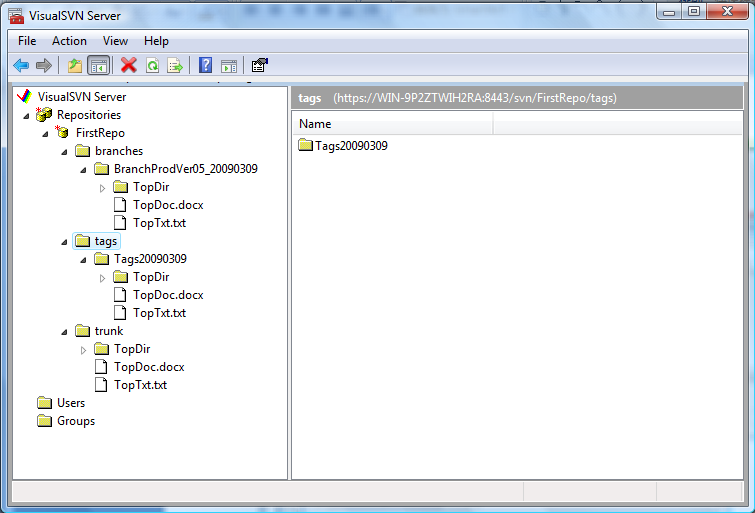 VisualSVN Server
File Action View Help
VisualSVN Server
Repositories
FirstRepo
branches
BranchProdVer05_20090309
TopDir
TopDoc.docx
TopTxt.txt
tags
Tags20090309
TopDir
TopDoc.docx
TopTxt.txt
trunk
TopDir
TopDoc.docx
TopTxt.txt
Users
Groups
tags (https://WIN-9P2ZTWIH2RA:8443/svn/FirstRepo/tags)
Name
Tags20090309